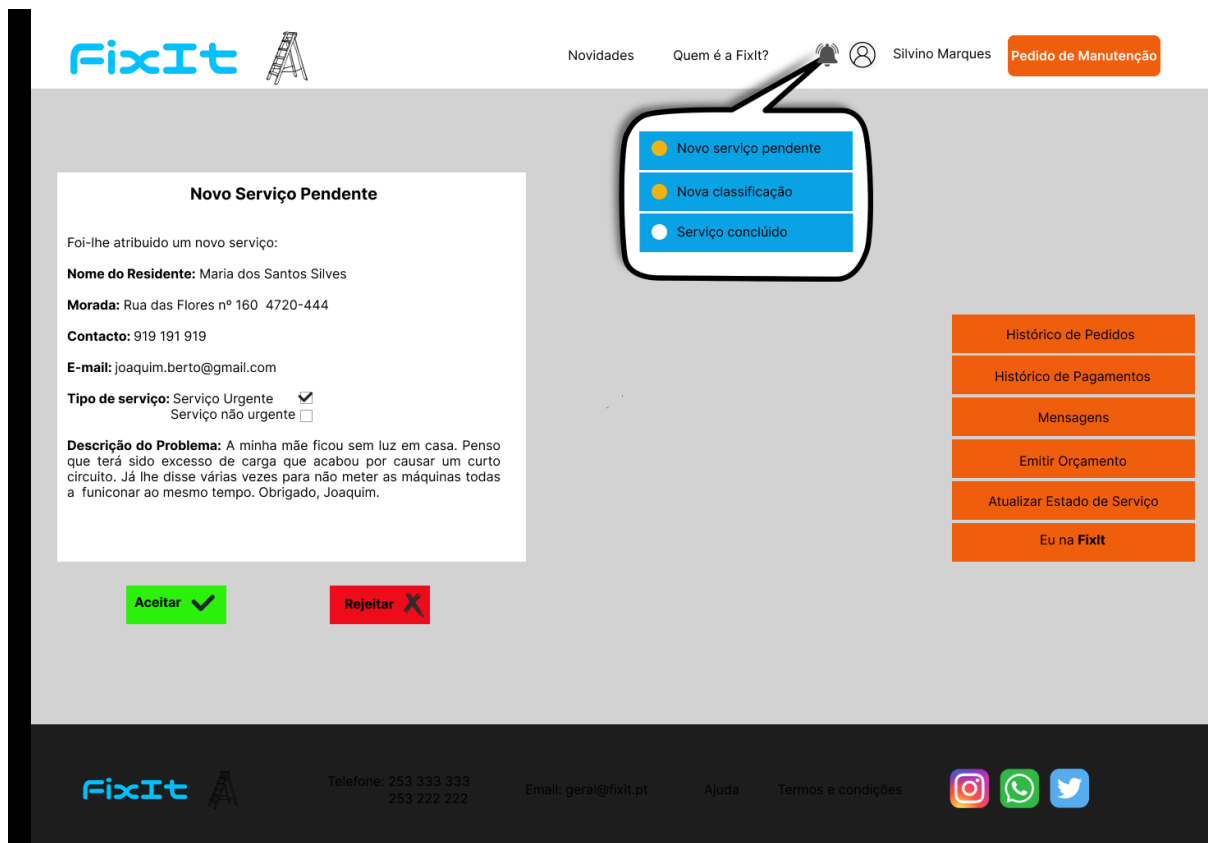 FixIt
Novidades
Quem é a FixIt?
Silvino Marques
Pedido de Manutenção
Novo serviço pendente
Nova classificação
Serviço conclúido
Novo Serviço Pendente
Foi-lhe atribuido um novo serviço:
Nome do Residente: Maria dos Santos Silves
Morada: Rua das Flores nº 160 4720-444
Contacto: 919 191 919
E-mail: joaquim.berto@gmail.com
Tipo de serviço: Serviço Urgente
Serviço não urgente
Descrição do Problema: A minha mãe ficou sem luz em casa. Penso
que terá sido excesso de carga que acabou por causar um curto
circuito. Já lhe disse várias vezes para não meter as máquinas todas
a funiconar ao mesmo tempo. Obrigado, Joaquim.
Aceitar
Rejeitar
Histórico de Pedidos
Histórico de Pagamentos
Mensagens
Emitir Orçamento
Atualizar Estado de Serviço
Eu na FixIt
FixIt
Telefone: 253 333 333
253 222 222
Email: geral@fixit.pt
Ajuda
Termos e condições